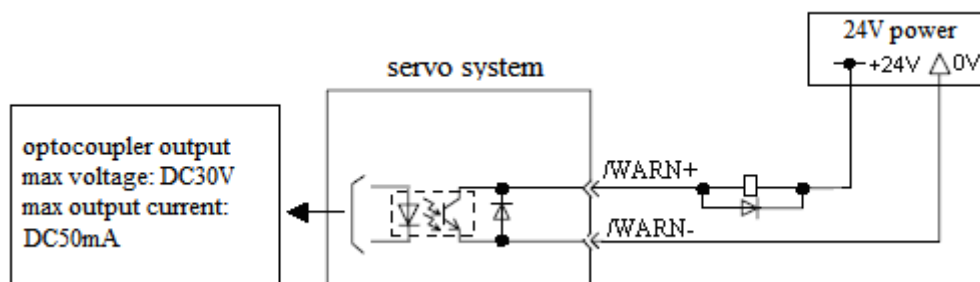 24V power
+24V
0V
servo system
optocoupler output
max voltage: DC30V
max output current:
DC50mA
/WARN+
/WARN-